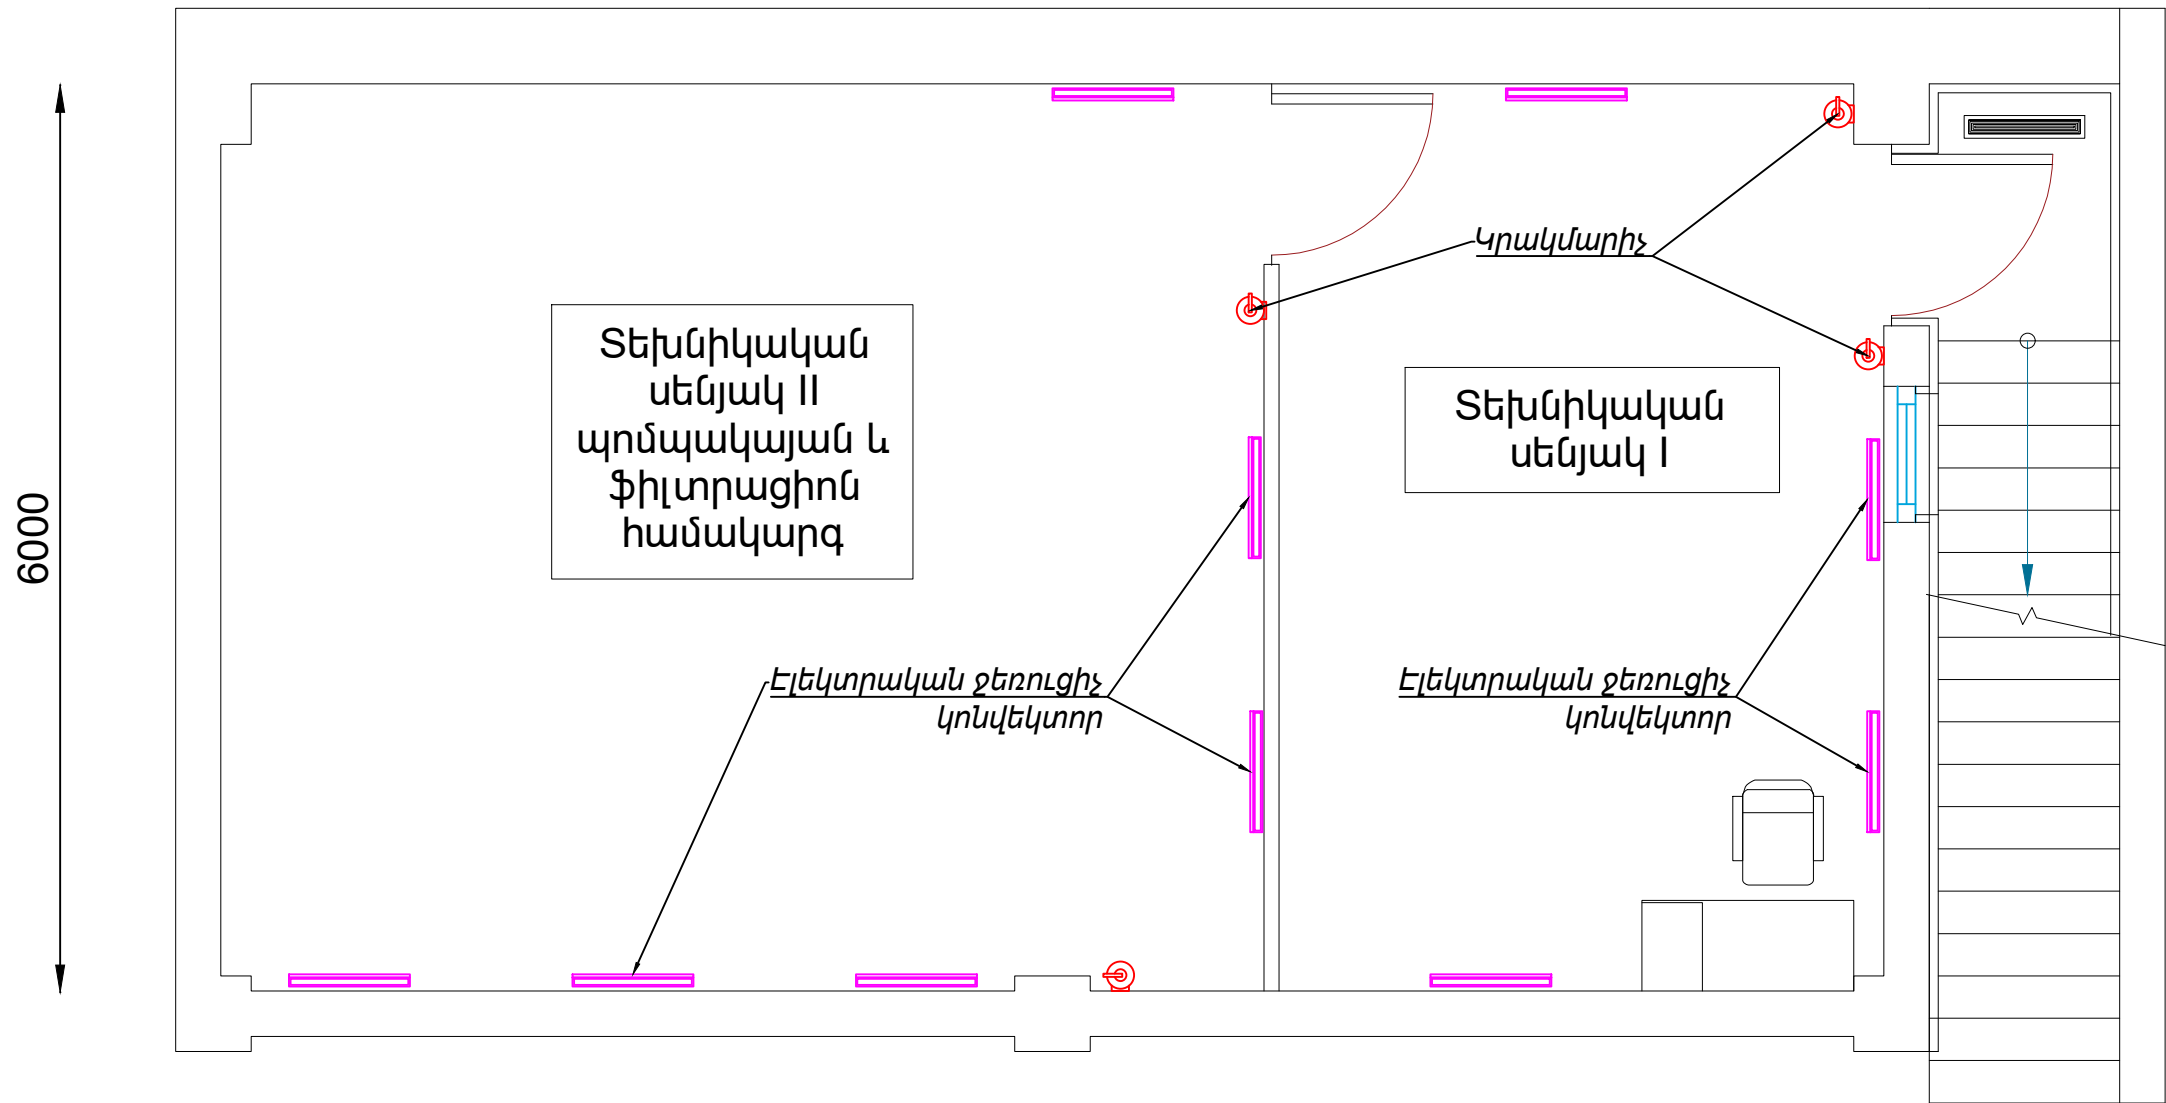 Կրակմարիչ
Տեխնիկական
սենյակ II
պոմպակայան և
ֆիլտրացիոն
համակարգ
Տեխնիկական
սենյակ I
6000
Էլեկտրական ջեռուցիչ
կոնվեկտոր
Էլեկտրական ջեռուցիչ
կոնվեկտոր